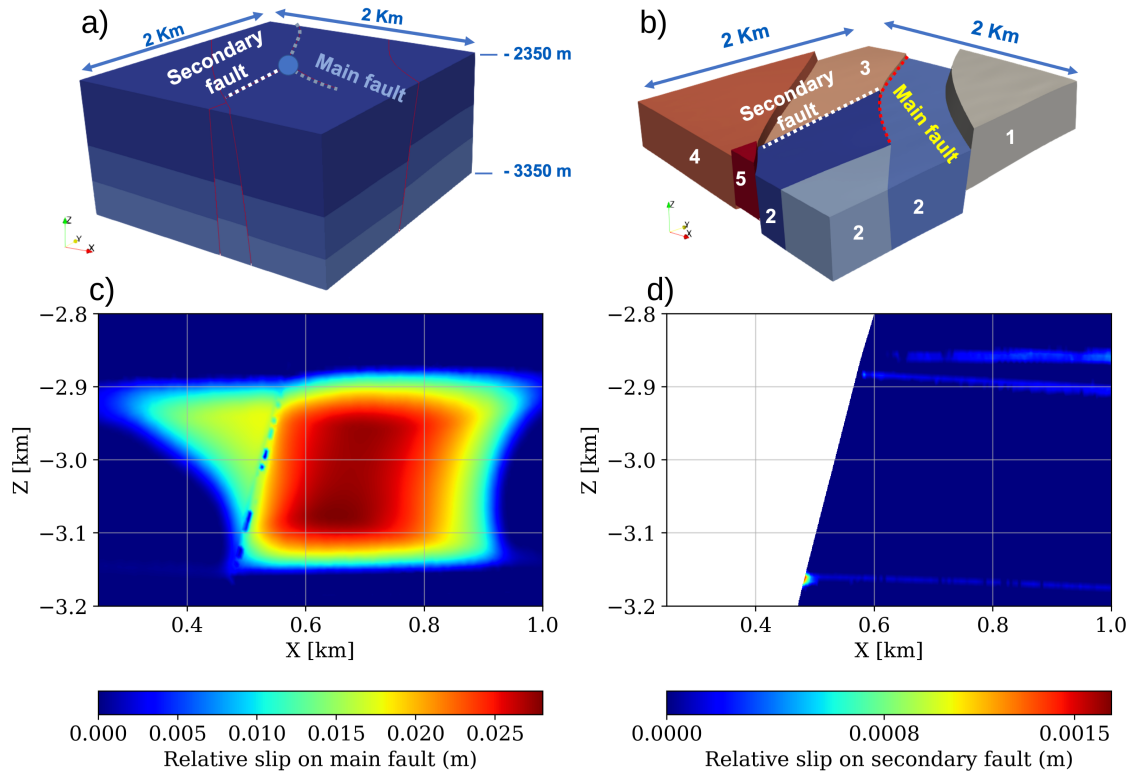 a)
2 Km
2 Km
Secondary
fault
Main fault
- 2350 m
- 3350 m
Z
Y
X
b)
2 Km
2 Km
3
Secondary
fault
Main fault
4
5
2
2
2
1
Z
Y
X
c)
−2.8
−2.9
−3.0
−3.1
−3.2
Z [km]
0.4
0.6
0.8
1.0
X [km]
0.000
0.005
0.010
0.015
0.020
0.025
Relative slip on main fault (m)
d)
−2.8
−2.9
−3.0
−3.1
−3.2
Z [km]
0.4
0.6
0.8
1.0
X [km]
0.0000
0.0008
0.0015
Relative slip on secondary fault (m)